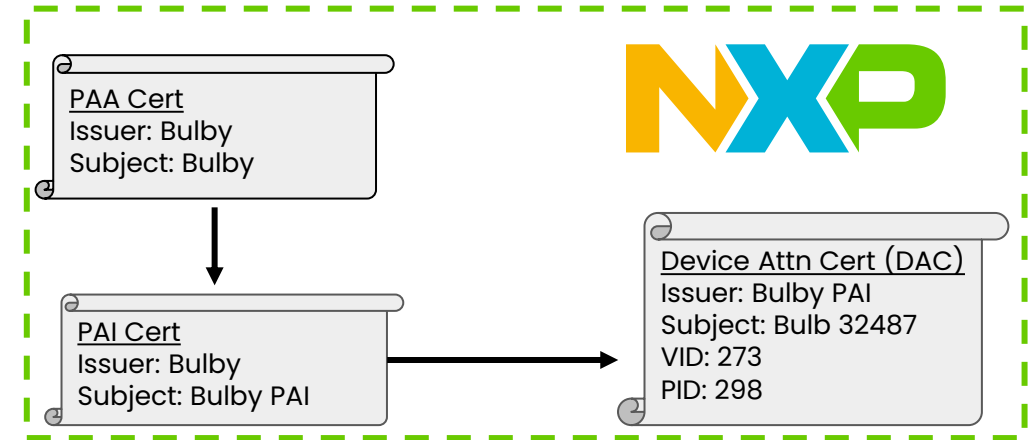 NXP
PAA Cert
Issuer: Bulby
Subject: Bulby
PAI Cert
Issuer: Bulby
Subject: Bulby PAI
Device Attn Cert (DAC)
Issuer: Bulby PAI
Subject: Bulb 32487
VID: 273
PID: 298